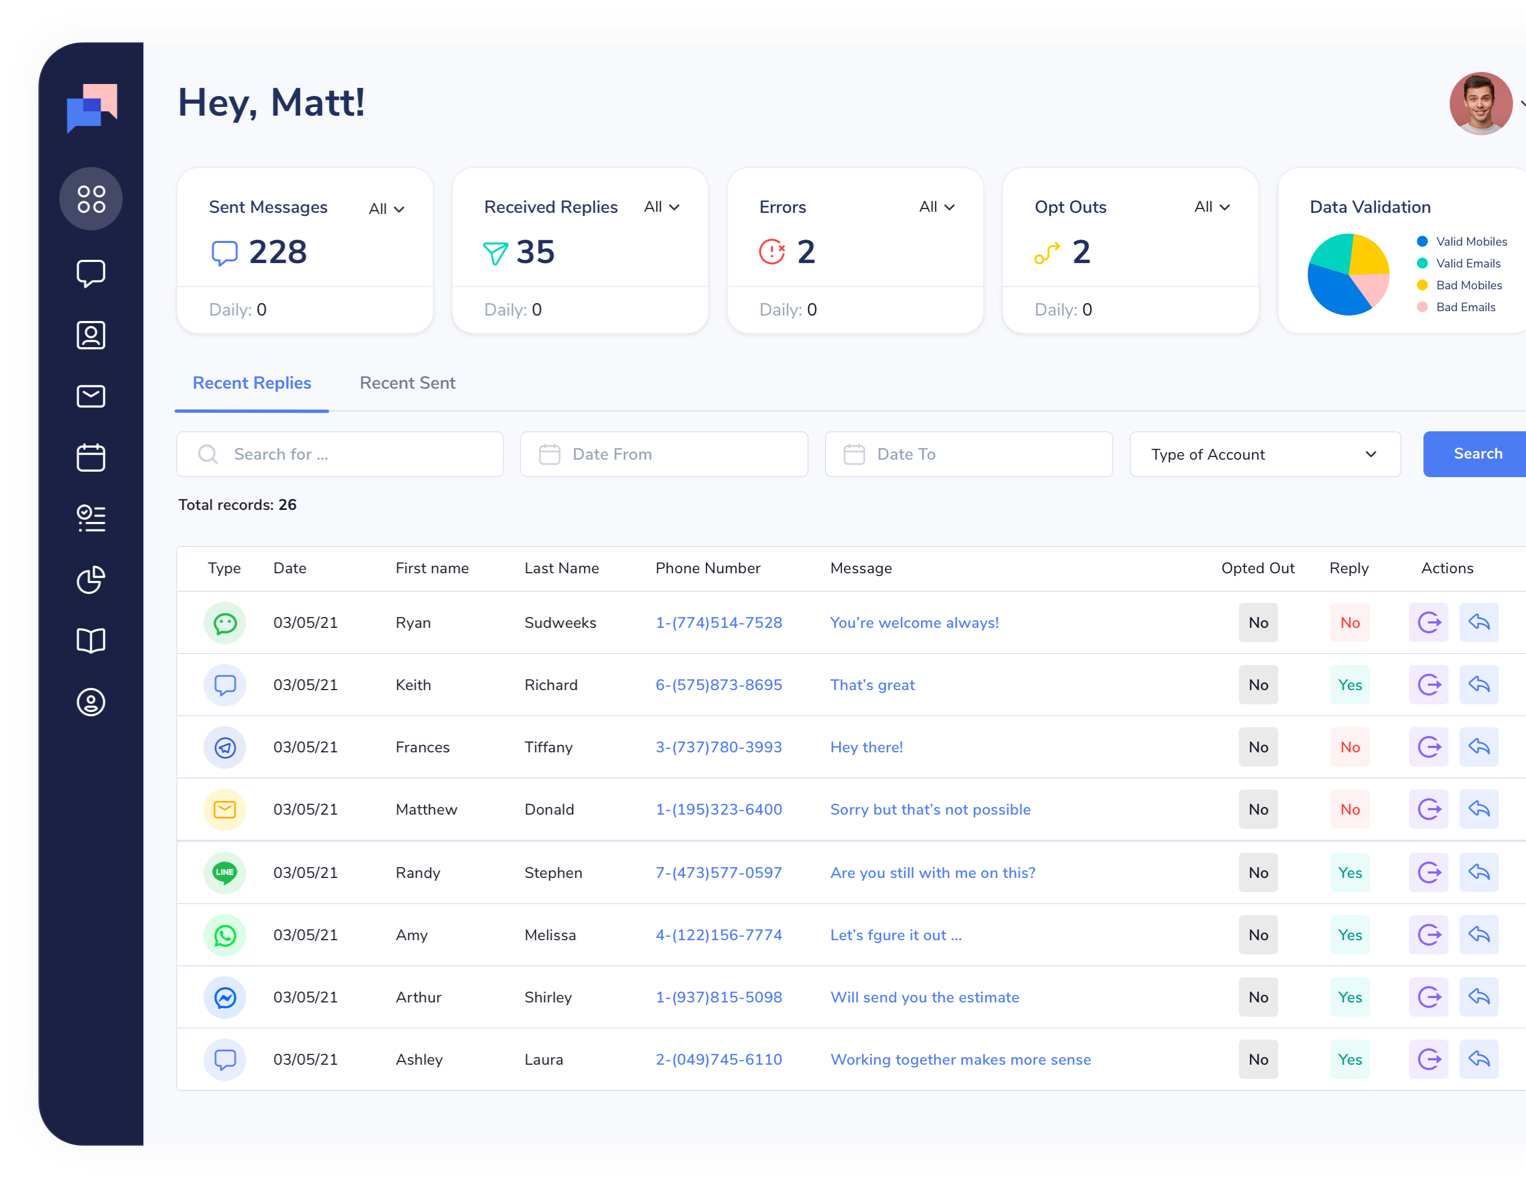 Hey, Matt!
Sent Messages All
228
Daily: 0
Received Replies All
35
Daily: 0
Errors All
2
Daily: 0
Opt Outs All
2
Daily: 0
Data Validation
Valid Mobiles
Valid Emails
Bad Mobiles
Bad Emails
Recent Replies Recent Sent
Search for ... Date From Date To Type of Account Search
Total records: 26
Type Date First name Last Name Phone Number Message Opted Out Reply Actions
03/05/21 Ryan Sudweeks 1-(774)514-7528 You're welcome always! No No
03/05/21 Keith Richard 6-(575)873-8695 That's great No Yes
03/05/21 Frances Tiffany 3-(737)780-3993 Hey there! No No
03/05/21 Matthew Donald 1-(195)323-6400 Sorry but that's not possible No No
LINE 03/05/21 Randy Stephen 7-(473)577-0597 Are you still with me on this? No Yes
03/05/21 Amy Melissa 4-(122)156-7774 Let's fgure it out ... No Yes
03/05/21 Arthur Shirley 1-(937)815-5098 Will send you the estimate No Yes
03/05/21 Ashley Laura 2-(049)745-6110 Working together makes more sense No Yes